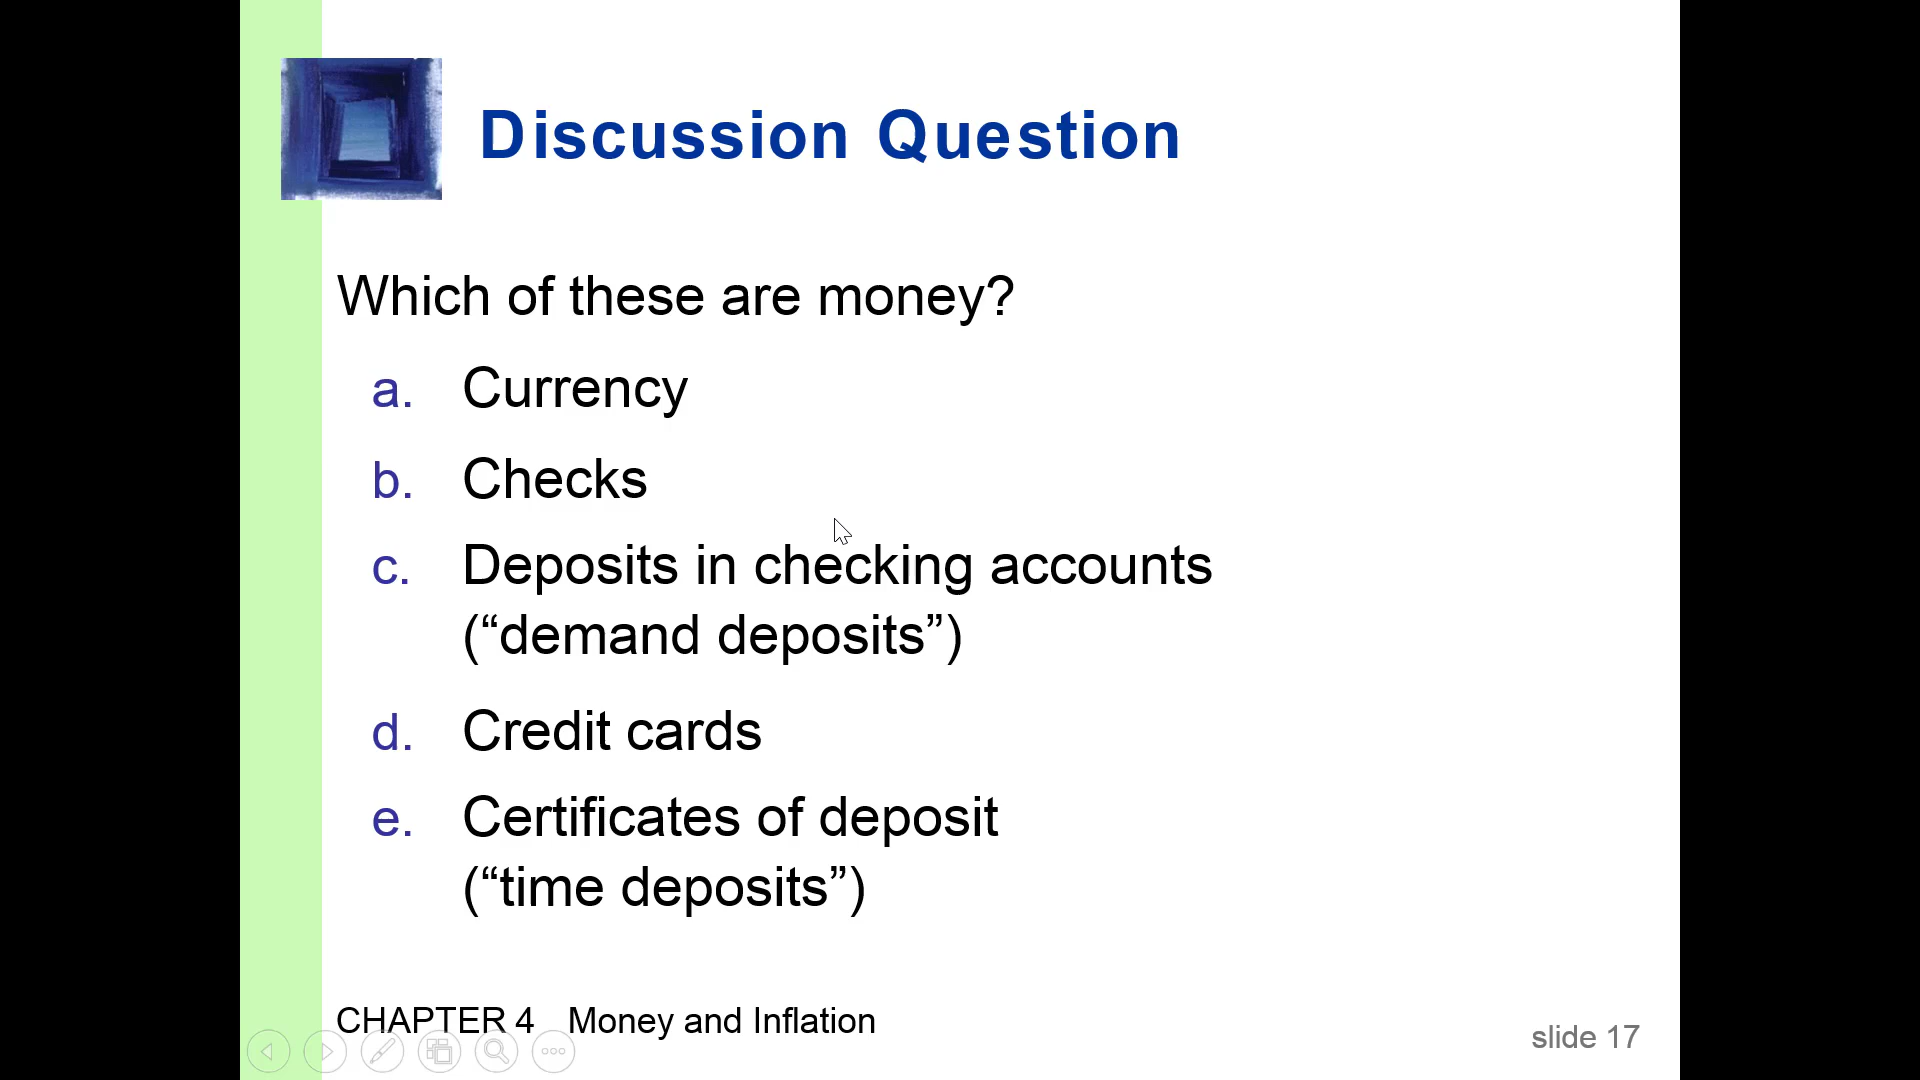 Discussion Question
Which of these are money?
a. Currency
b. Checks
c. Deposits in checking accounts
(“demand deposits”)
d. Credit cards
e. Certificates of deposit
(“time deposits”)
CHAPTER 4 Money and Inflation
slide 17